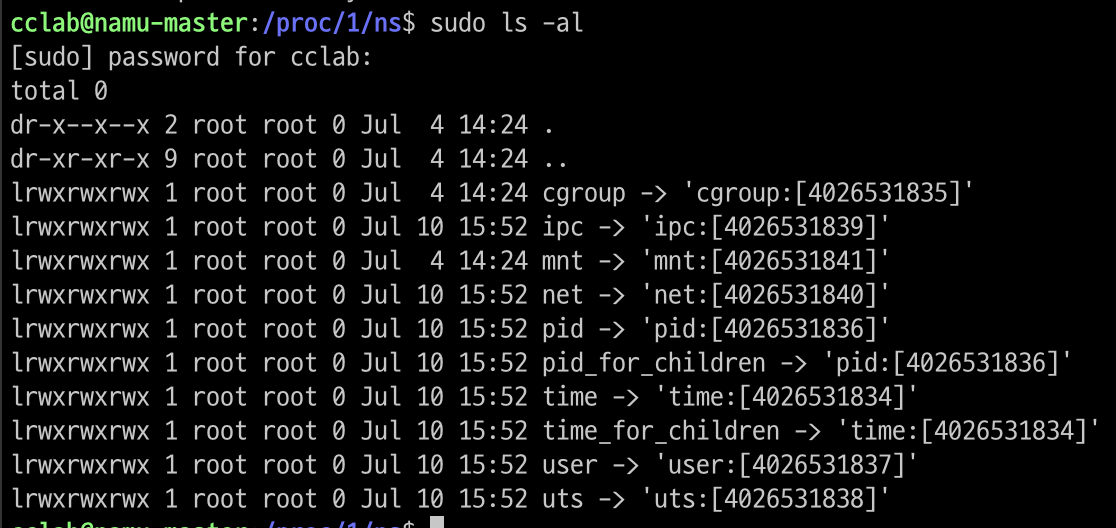 cclab@namu-master:/proc/1/ns$ sudo ls -al
[sudo] password for cclab:
total 0
dr-x--x--x 2 root root 0 Jul  4 14:24 .
dr-xr-xr-x 9 root root 0 Jul  4 14:24 ..
lrwxrwxrwx 1 root root 0 Jul  4 14:24 cgroup -> 'cgroup:[4026531835]'
lrwxrwxrwx 1 root root 0 Jul 10 15:52 ipc -> 'ipc:[4026531839]'
lrwxrwxrwx 1 root root 0 Jul  4 14:24 mnt -> 'mnt:[4026531841]'
lrwxrwxrwx 1 root root 0 Jul 10 15:52 net -> 'net:[4026531840]'
lrwxrwxrwx 1 root root 0 Jul 10 15:52 pid -> 'pid:[4026531836]'
lrwxrwxrwx 1 root root 0 Jul 10 15:52 pid_for_children -> 'pid:[4026531836]'
lrwxrwxrwx 1 root root 0 Jul 10 15:52 time -> 'time:[4026531834]'
lrwxrwxrwx 1 root root 0 Jul 10 15:52 time_for_children -> 'time:[4026531834]'
lrwxrwxrwx 1 root root 0 Jul 10 15:52 user -> 'user:[4026531837]'
lrwxrwxrwx 1 root root 0 Jul 10 15:52 uts -> 'uts:[4026531838]'
cclab@namu-master:/proc/1/ns$